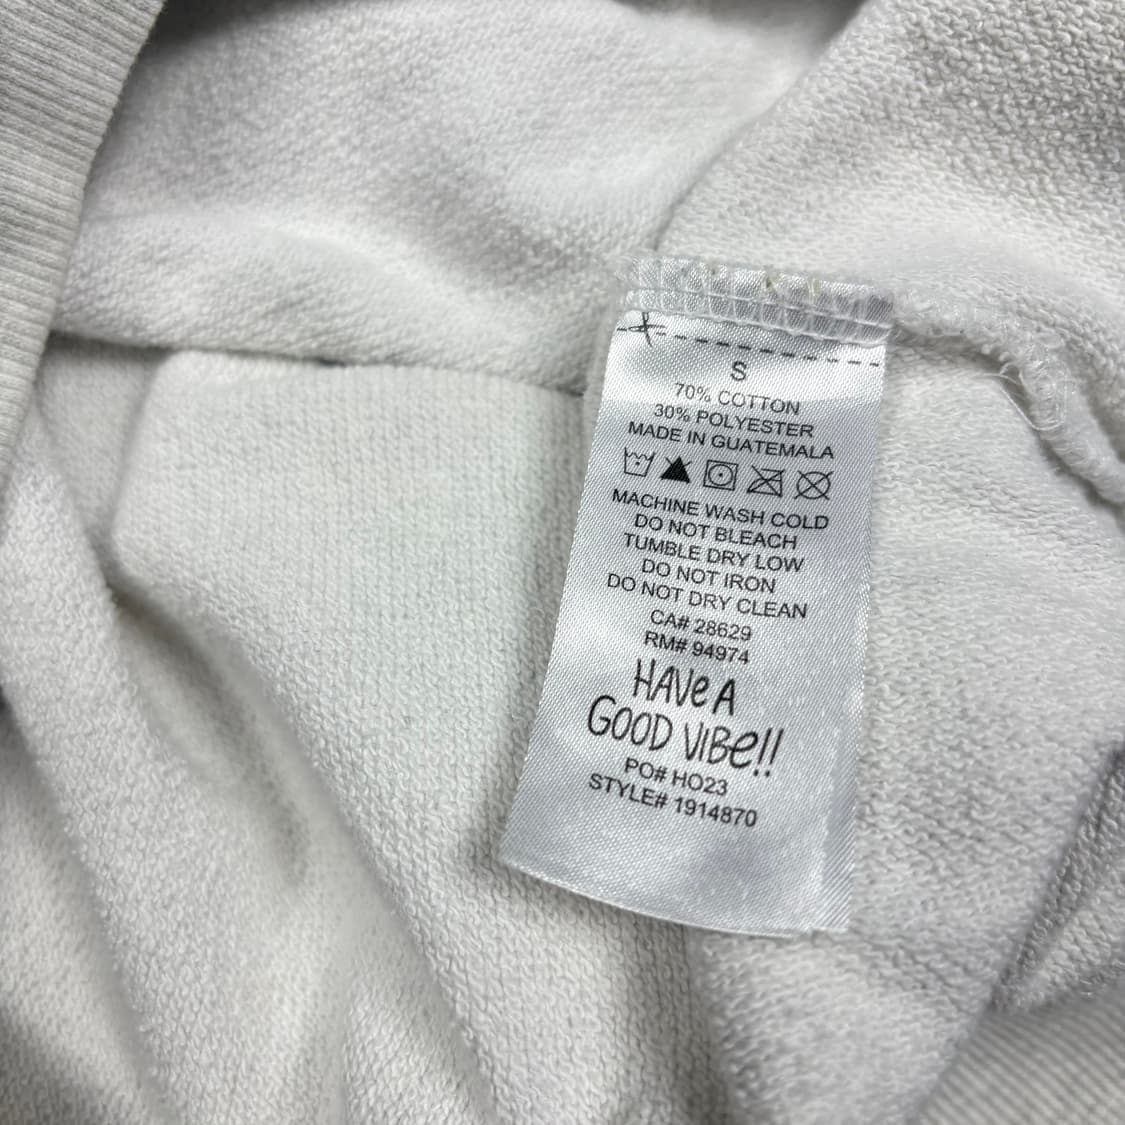 S
70% COTTON
30% POLYESTER
MADE IN GUATEMALA
MACHINE WASH COLD
DO NOT BLEACH
TUMBLE DRY LOW
DO NOT IRON
DO NOT DRY CLEAN
CA# 28629
RM# 94974
HAVe A
GOOD VIBe!!
PO# HO23
STYLE# 1914870